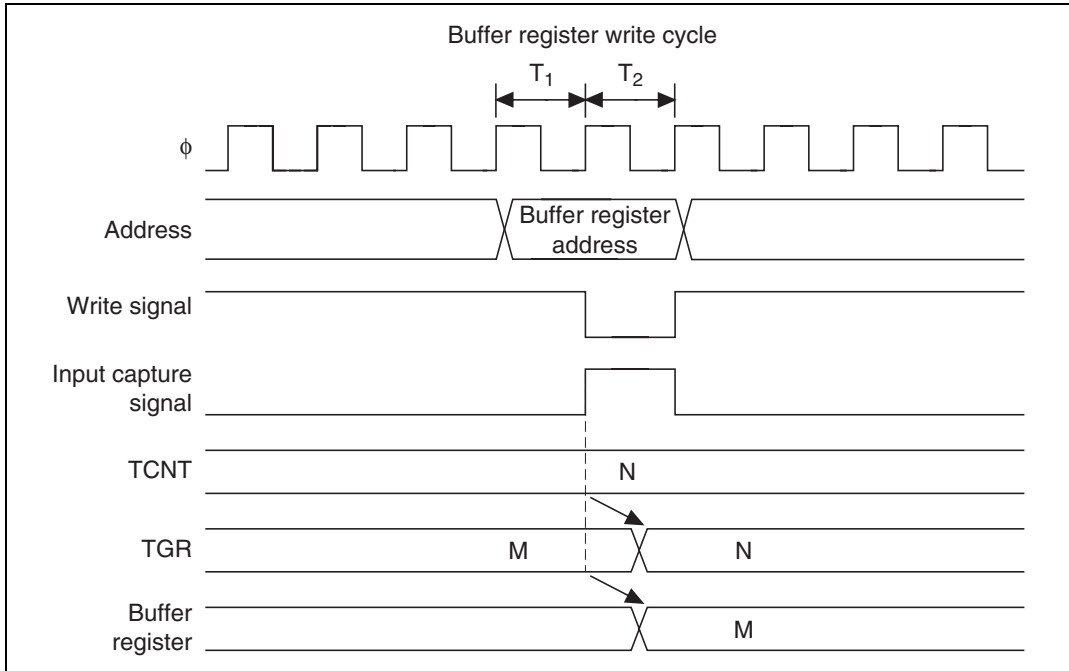 Buffer register write cycle
T1 T2
ϕ
Address
Buffer register
address
Write signal
Input capture
signal
TCNT
N
TGR
M N
Buffer
register
M